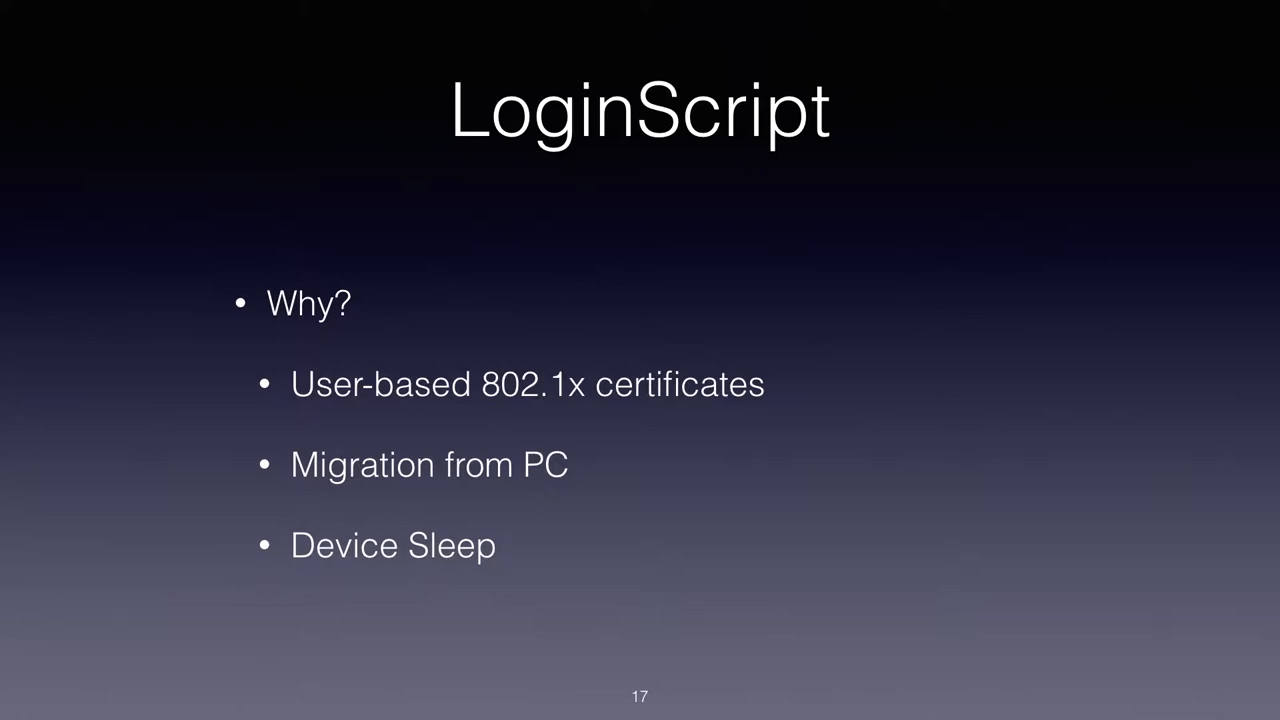 LoginScript
• Why?
• User-based 802.1x certificates
• Migration from PC
• Device Sleep
17